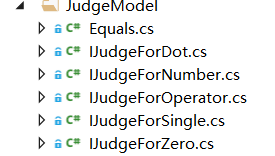 JudgeModel
C# Equals.cs
C# IJudgeForDot.cs
C# IJudgeForNumber.cs
C# IJudgeForOperator.cs
C# IJudgeForSingle.cs
C# IJudgeForZero.cs